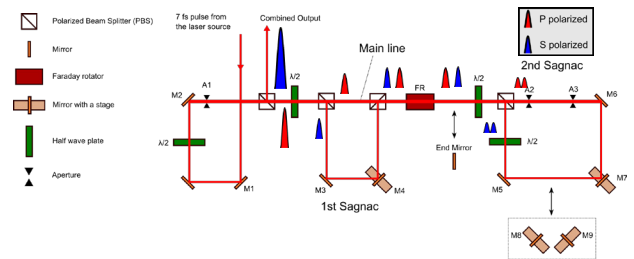 Polarized Beam Splitter (PBS)
Mirror
Faraday rotator
Mirror with a stage
Half wave plate
Aperture
7 fs pulse from
the laser source
Combined Output
P polarized
S polarized
2nd Sagnac
Main line
λ/2
FR
λ/2
M2
A1
A2
A3
M6
λ/2
λ/2
End Mirror
M1
M3
M4
M5
M7
1st Sagnac
M8
M9